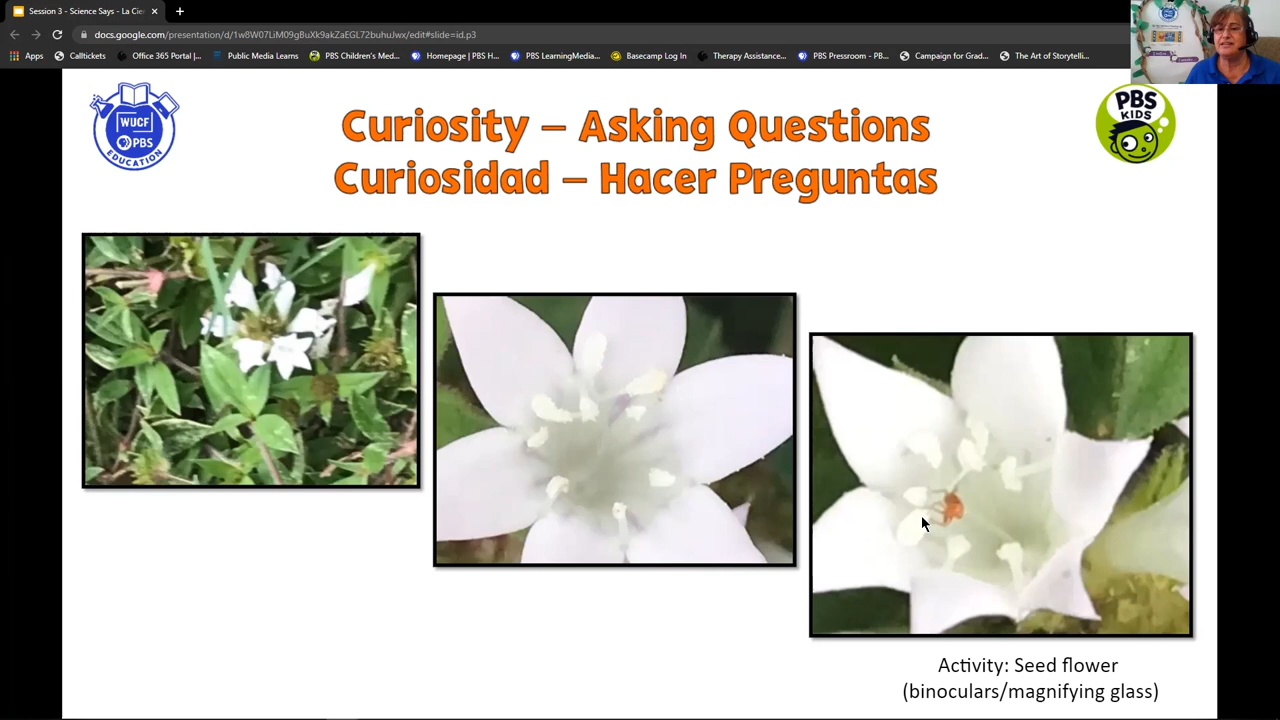 Session 3 - Science Says - La Cie
docs.google.com/presentation/d/1w8W07LiM09gBuXk9akZaEGL72buhuJwx/edit#slide=id.p3
Apps
Calltickets
Office 365 Portal |...
Public Media Learns
PBS Children's Med...
Homepage | PBS H...
PBS LearningMedia...
Basecamp Log In
Therapy Assistance...
PBS Pressroom - PB...
Campaign for Grad...
The Art of Storytelli...
WUCF
PBS
EDUCATION
Curiosity – Asking Questions
Curiosidad – Hacer Preguntas
PBS
KIDS
Activity: Seed flower
(binoculars/magnifying glass)